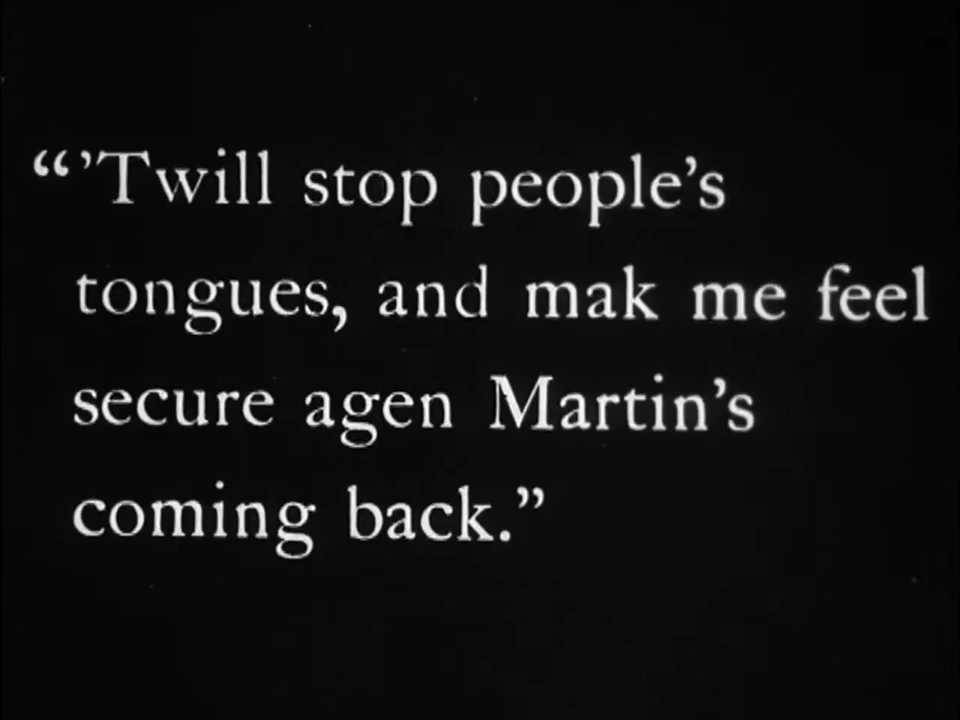 “’Twill stop people’s
tongues, and mak me feel
secure agen Martin’s
coming back.”